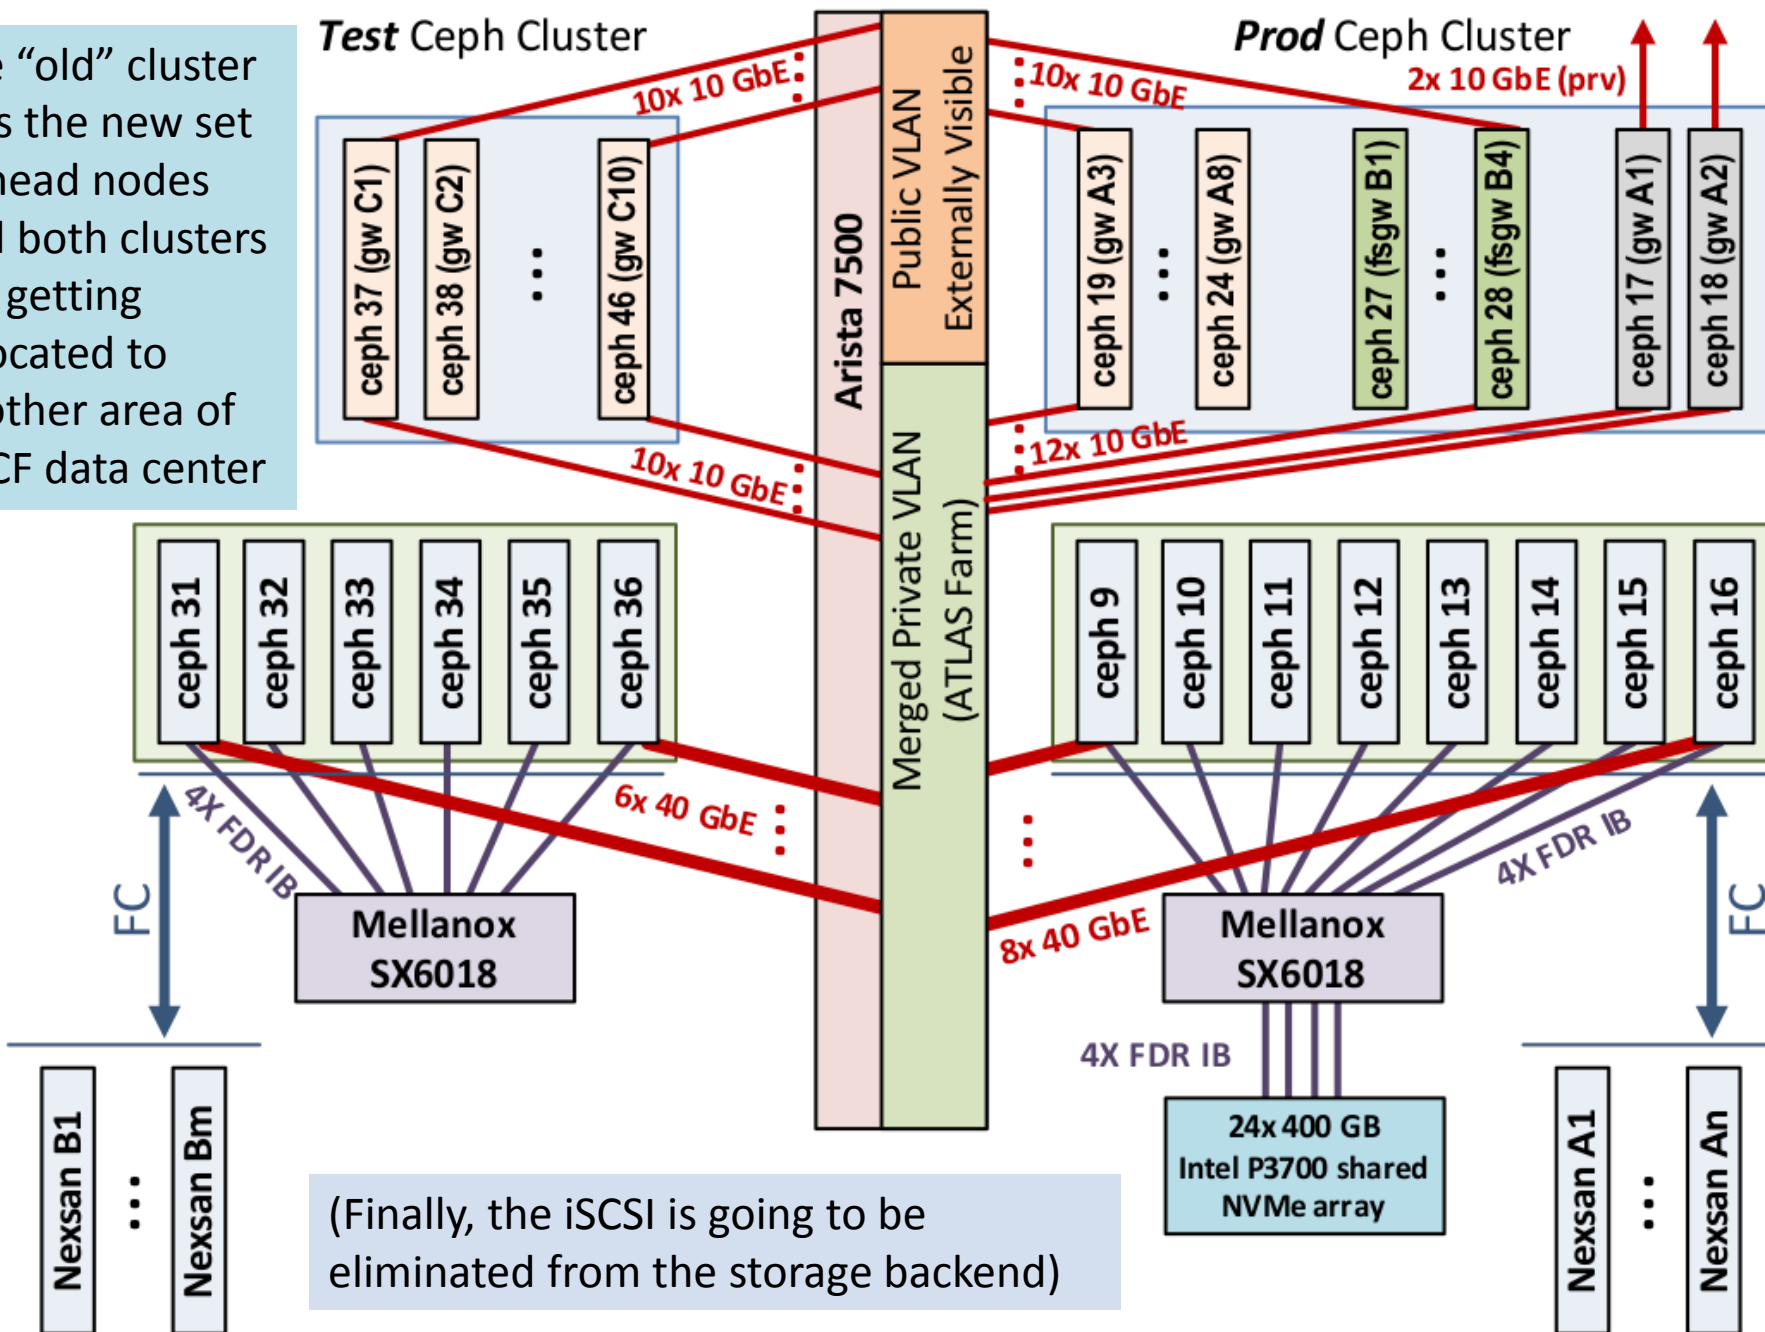 e “old” cluster
s the new set
head nodes
d both clusters
getting
ocated to
other area of
CF data center
Test Ceph Cluster
10x 10 GbE
ceph 37 (gw C1)
ceph 38 (gw C2)
...
ceph 46 (gw C10)
10x 10 GbE
Arista 7500
Public VLAN
Externally Visible
Merged Private VLAN
(ATLAS Farm)
Prod Ceph Cluster
10x 10 GbE
2x 10 GbE (prv)
ceph 19 (gw A3)
...
ceph 24 (gw A8)
ceph 27 (fsgw B1)
...
ceph 28 (fsgw B4)
ceph 17 (gw A1)
ceph 18 (gw A2)
12x 10 GbE
ceph 31
ceph 32
ceph 33
ceph 34
ceph 35
ceph 36
4X FDR IB
6x 40 GbE
FC
Mellanox
SX6018
Nexsan B1
...
Nexsan Bm
ceph 9
ceph 10
ceph 11
ceph 12
ceph 13
ceph 14
ceph 15
ceph 16
4X FDR IB
8x 40 GbE
FC
Mellanox
SX6018
4X FDR IB
24x 400 GB
Intel P3700 shared
NVMe array
Nexsan A1
...
Nexsan An
(Finally, the iSCSI is going to be
eliminated from the storage backend)